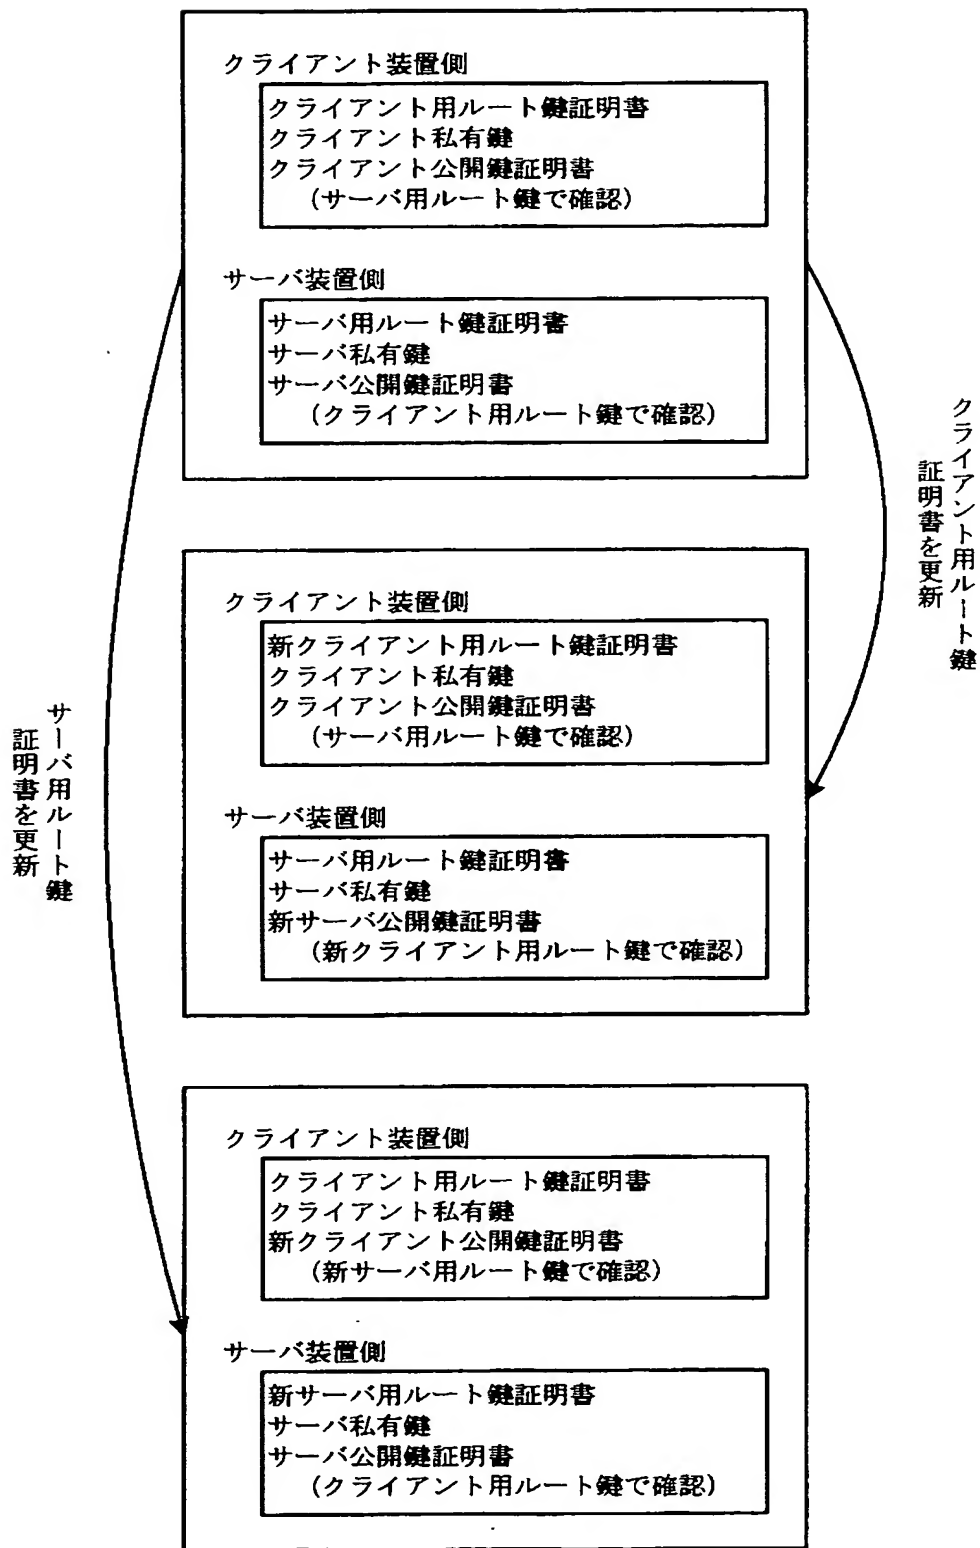 クライアント装置側
クライアント用ルート鍵証明書
クライアント私有鍵
クライアント公開鍵証明書
(サーバ用ルート鍵で確認)
サーバ装置側
サーバ用ルート鍵証明書
サーバ私有鍵
サーバ公開鍵証明書
(クライアント用ルート鍵で確認)
クライアント用ルート鍵
証明書を更新
クライアント装置側
新クライアント用ルート鍵証明書
クライアント私有鍵
クライアント公開鍵証明書
(サーバ用ルート鍵で確認)
サーバ装置側
サーバ用ルート鍵証明書
サーバ私有鍵
新サーバ公開鍵証明書
(新クライアント用ルート鍵で確認)
サーバ用ルート鍵
証明書を更新
クライアント装置側
クライアント用ルート鍵証明書
クライアント私有鍵
新クライアント公開鍵証明書
(新サーバ用ルート鍵で確認)
サーバ装置側
新サーバ用ルート鍵証明書
サーバ私有鍵
サーバ公開鍵証明書
(クライアント用ルート鍵で確認)